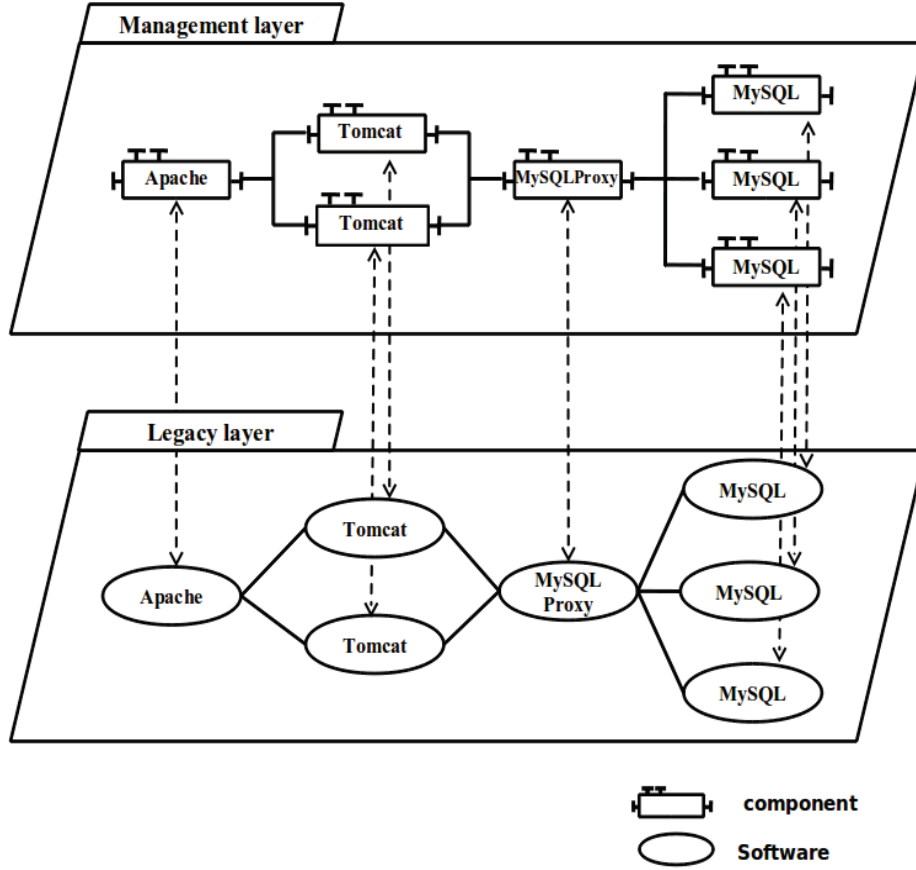 Management layer
MySQL
Tomcat
Apache
MySQLProxy
MySQL
Tomcat
MySQL
Legacy layer
MySQL
Tomcat
Apache
MySQL
Proxy
MySQL
Tomcat
MySQL
component
Software